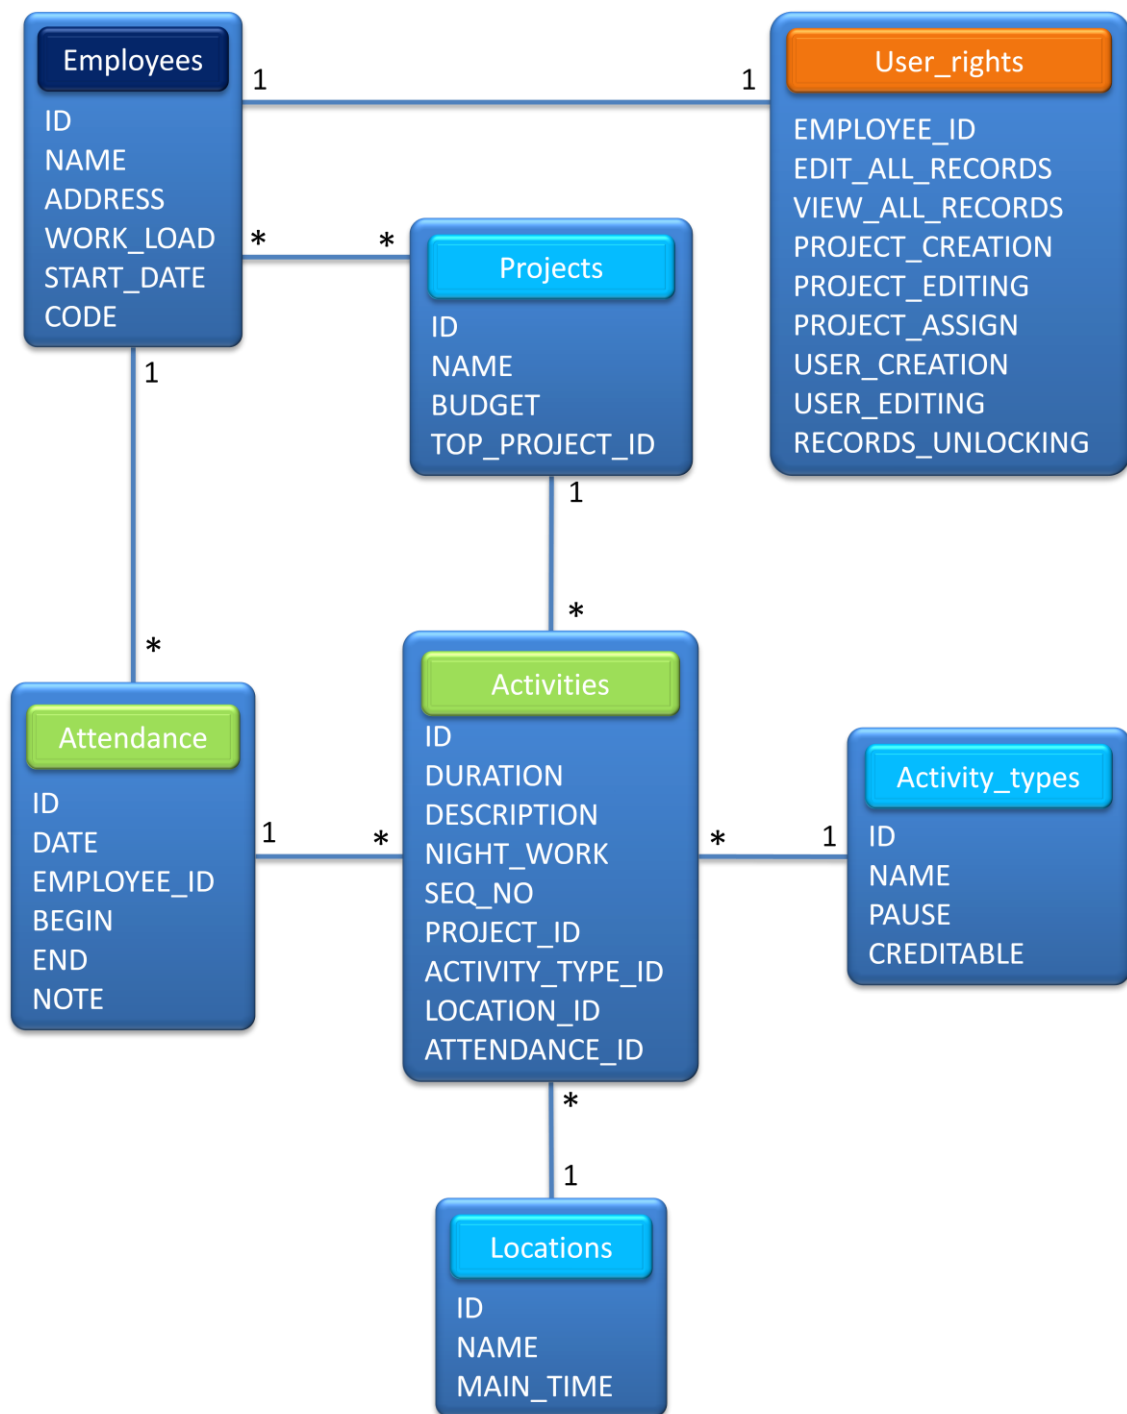 Employees
ID
NAME
ADDRESS
WORK_LOAD
START_DATE
CODE
1
1
User_rights
EMPLOYEE_ID
EDIT_ALL_RECORDS
VIEW_ALL_RECORDS
PROJECT_CREATION
PROJECT_EDITING
PROJECT_ASSIGN
USER_CREATION
USER_EDITING
RECORDS_UNLOCKING
*
*
Projects
ID
NAME
BUDGET
TOP_PROJECT_ID
1
*
1
*
Attendance
ID
DATE
EMPLOYEE_ID
BEGIN
END
NOTE
1
*
Activities
ID
DURATION
DESCRIPTION
NIGHT_WORK
SEQ_NO
PROJECT_ID
ACTIVITY_TYPE_ID
LOCATION_ID
ATTENDANCE_ID
*
1
Activity_types
ID
NAME
PAUSE
CREDITABLE
*
1
Locations
ID
NAME
MAIN_TIME